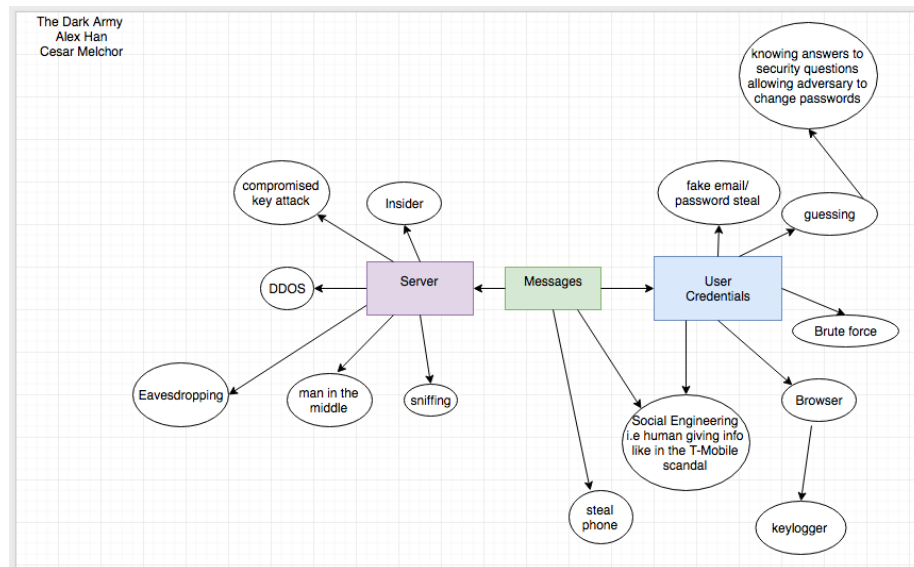 The Dark Army
Alex Han
Cesar Melchor
knowing answers to
security questions
allowing adversary to
change passwords
compromised
key attack
Insider
fake email/
password steal
guessing
DDOS
Server
Messages
User
Credentials
Brute force
Eavesdropping
man in the
middle
sniffing
Social Engineering
i.e human giving info
like in the T-Mobile
scandal
Browser
steal
phone
keylogger